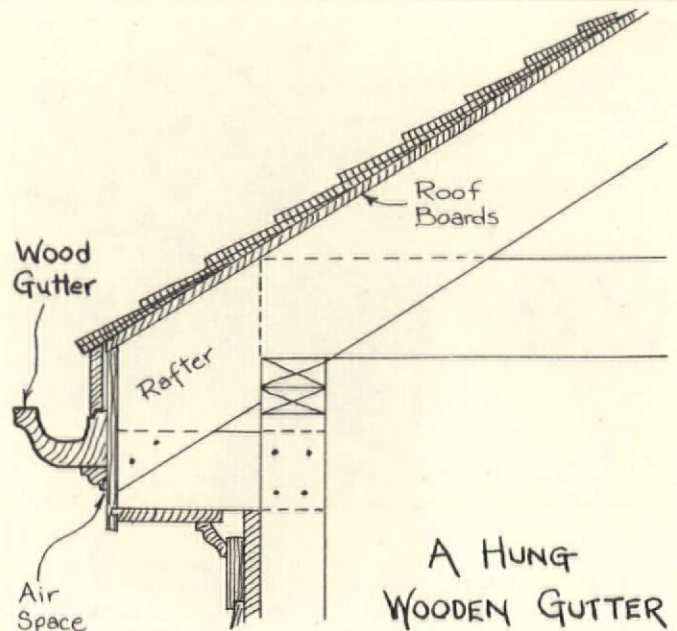 Roof
Boards
Wood
Gutter
Rafter
Air
Space
A HUNG
WOODEN GUTTER